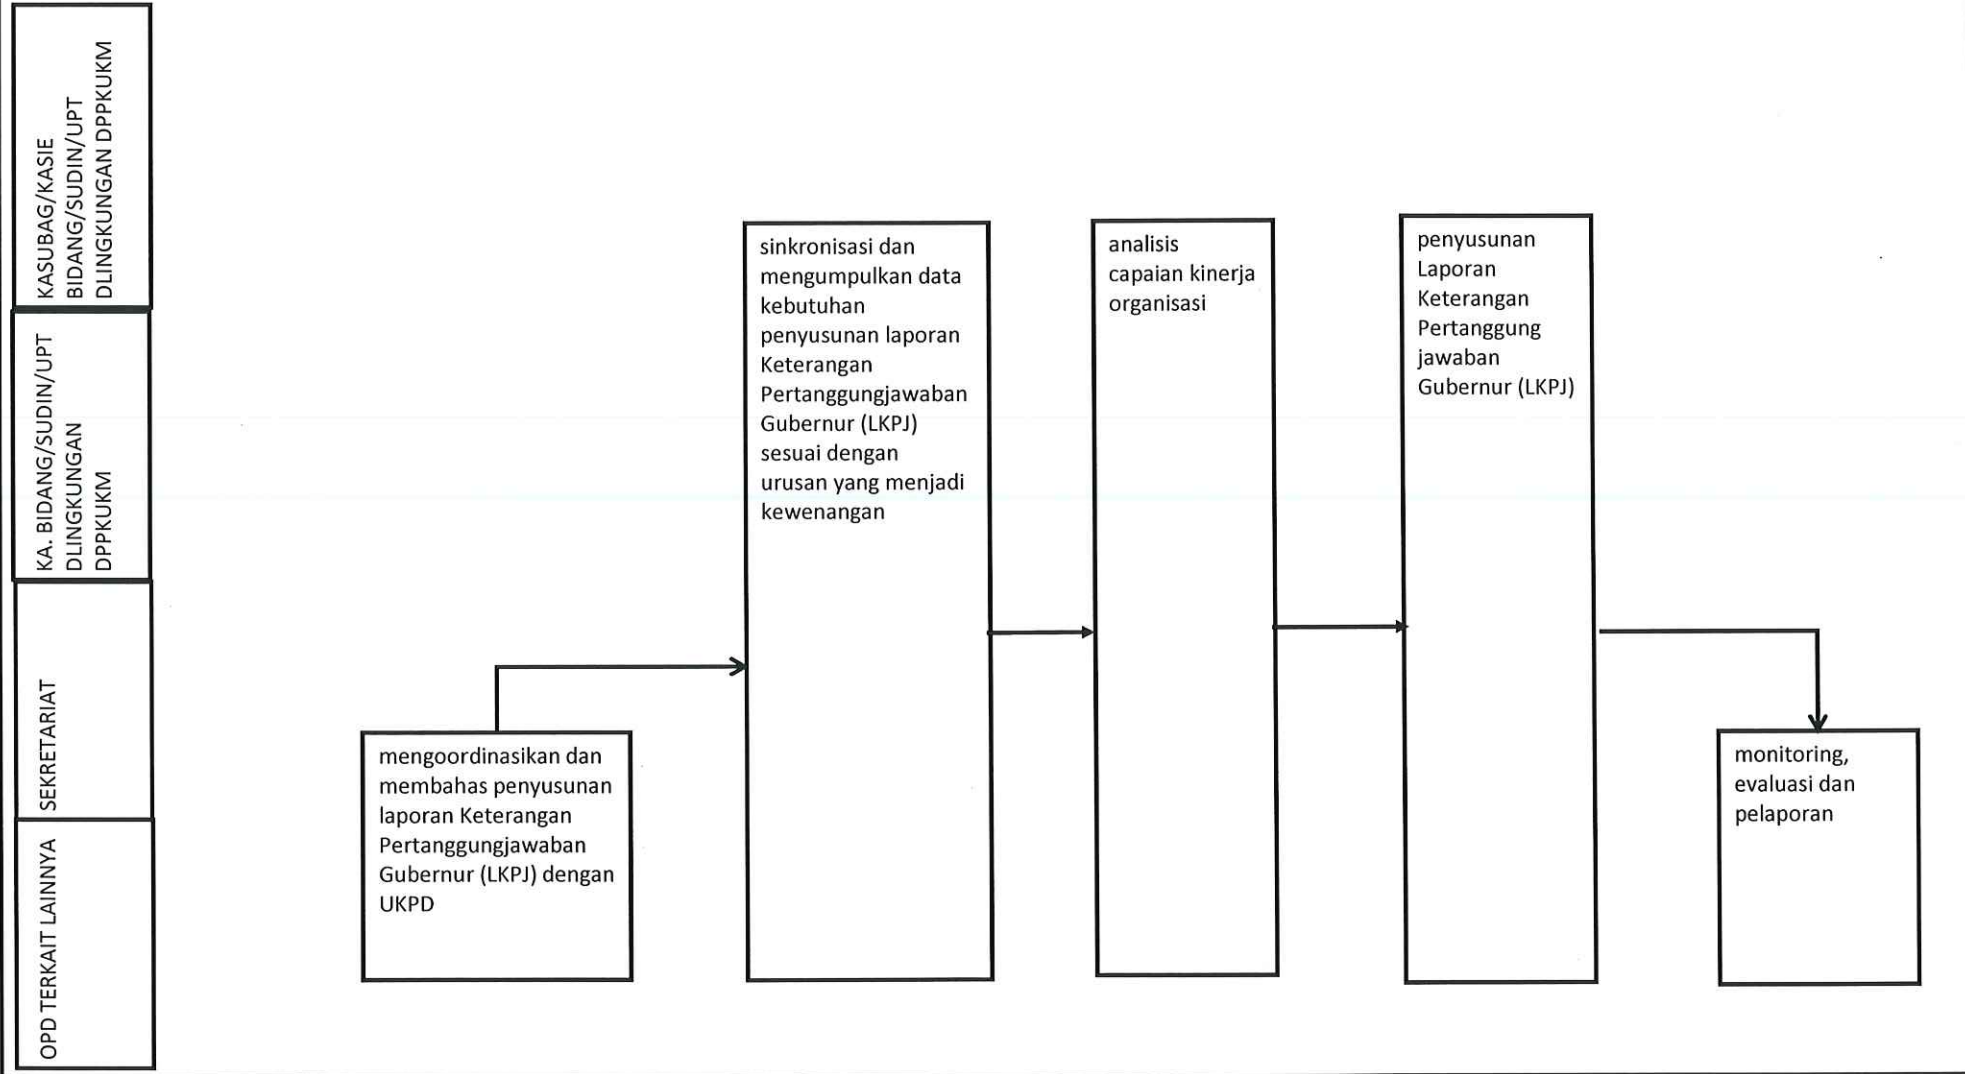 KASUBAG/KASIE
BIDANG/SUDIN/UPT
DLINGKUNGAN DPPKUKM
KA. BIDANG/SUDIN/UPT
DLINGKUNGAN
DPPKUKM
SEKRETARIAT
OPD TERKAIT LAINNYA
mengoordinasikan dan
membahas penyusunan
laporan Keterangan
Pertanggungjawaban
Gubernur (LKPJ) dengan
UKPD
sinkronisasi dan
mengumpulkan data
kebutuhan
penyusunan laporan
Keterangan
Pertanggungjawaban
Gubernur (LKPJ)
sesuai dengan
urusan yang menjadi
kewenangan
analisis
capaian kinerja
organisasi
penyusunan
Laporan
Keterangan
Pertanggung
jawaban
Gubernur (LKPJ)
monitoring,
evaluasi dan
pelaporan